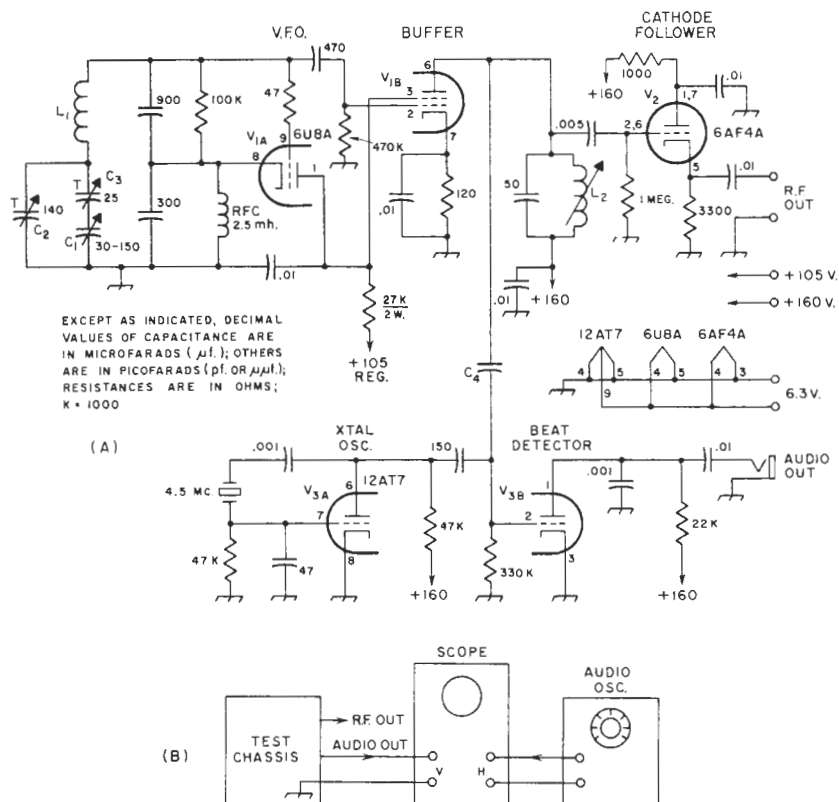 V.F.O.
BUFFER
CATHODE
FOLLOWER
470
6
V1B
3
2
7
47
1000
.01
+160
V2
1,7
6AF4A
2,6
5
.005
L1
900
100K
9
6U8A
V1A
8
1
470K
.01
120
50
L2
1 MEG.
3300
.01
R.F.
OUT
T
C3
25
T
140
C2
C1
30-150
300
RFC
2.5 mh.
.01
.01
+160
+105 V.
+160 V.
27K
2W.
+105
REG.
EXCEPT AS INDICATED, DECIMAL
VALUES OF CAPACITANCE ARE
IN MICROFARADS (µf.); OTHERS
ARE IN PICOFARADS (pf. OR µµf.);
RESISTANCES ARE IN OHMS;
K = 1000
12AT7
6U8A
6AF4A
4
5
9
4
5
4
3
6.3 V.
C4
(A)
XTAL
OSC.
BEAT
DETECTOR
.001
12AT7
150
.01
AUDIO
OUT
4.5 Mc.
V3A
6
7
8
V3B
1
2
3
.001
47K
47
47K
+160
330K
22K
+160
SCOPE
AUDIO
OSC.
(B)
TEST
CHASSIS
R.F. OUT
AUDIO OUT
V
H